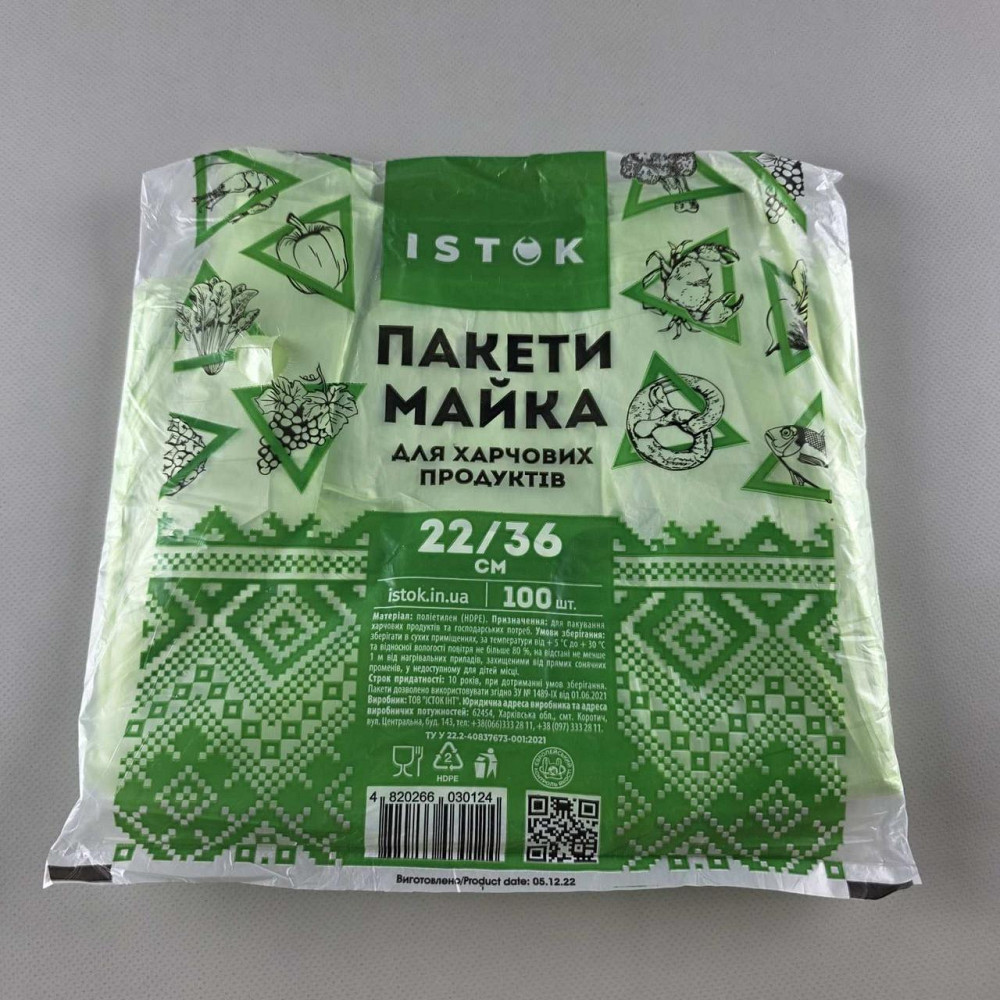 ISTOK
ПАКЕТИ
МАЙКА
ДЛЯ ХАРЧОВИХ
ПРОДУКТІВ
22/36
СМ
istok.in.ua 100 шт.
Матеріал: поліетилен (HDPE). Призначення: для пакування
харчових продуктів та господарських потреб. Умови зберігання:
зберігати в сухих приміщеннях, за температури від + 5 °С до + 30 °С
та відносної вологості повітря не більше 80 %, на відстані не менше
1 м від нагрівальних приладів, захищеними від прямих сонячних
променів, у недоступному для дітей місці.
Строк придатності: 10 років, при дотриманні умов зберігання.
Пакети дозволено використовувати згідно ЗУ № 1489-IX від 01.06.2021
Виробник: ТОВ "ІСТОК ІНТ". Юридична адреса виробника та адреса
виробничих потужностей: 62454, Харківська обл., смт. Коротич,
вул. Центральна, буд. 143, тел: +38(066)333 28 11, +38 (097) 333 28 11.
ТУ У 22.2-40837673-001:2021
2
HDPE
4 820266 030124
Виготовлено/Product date: 05.12.22